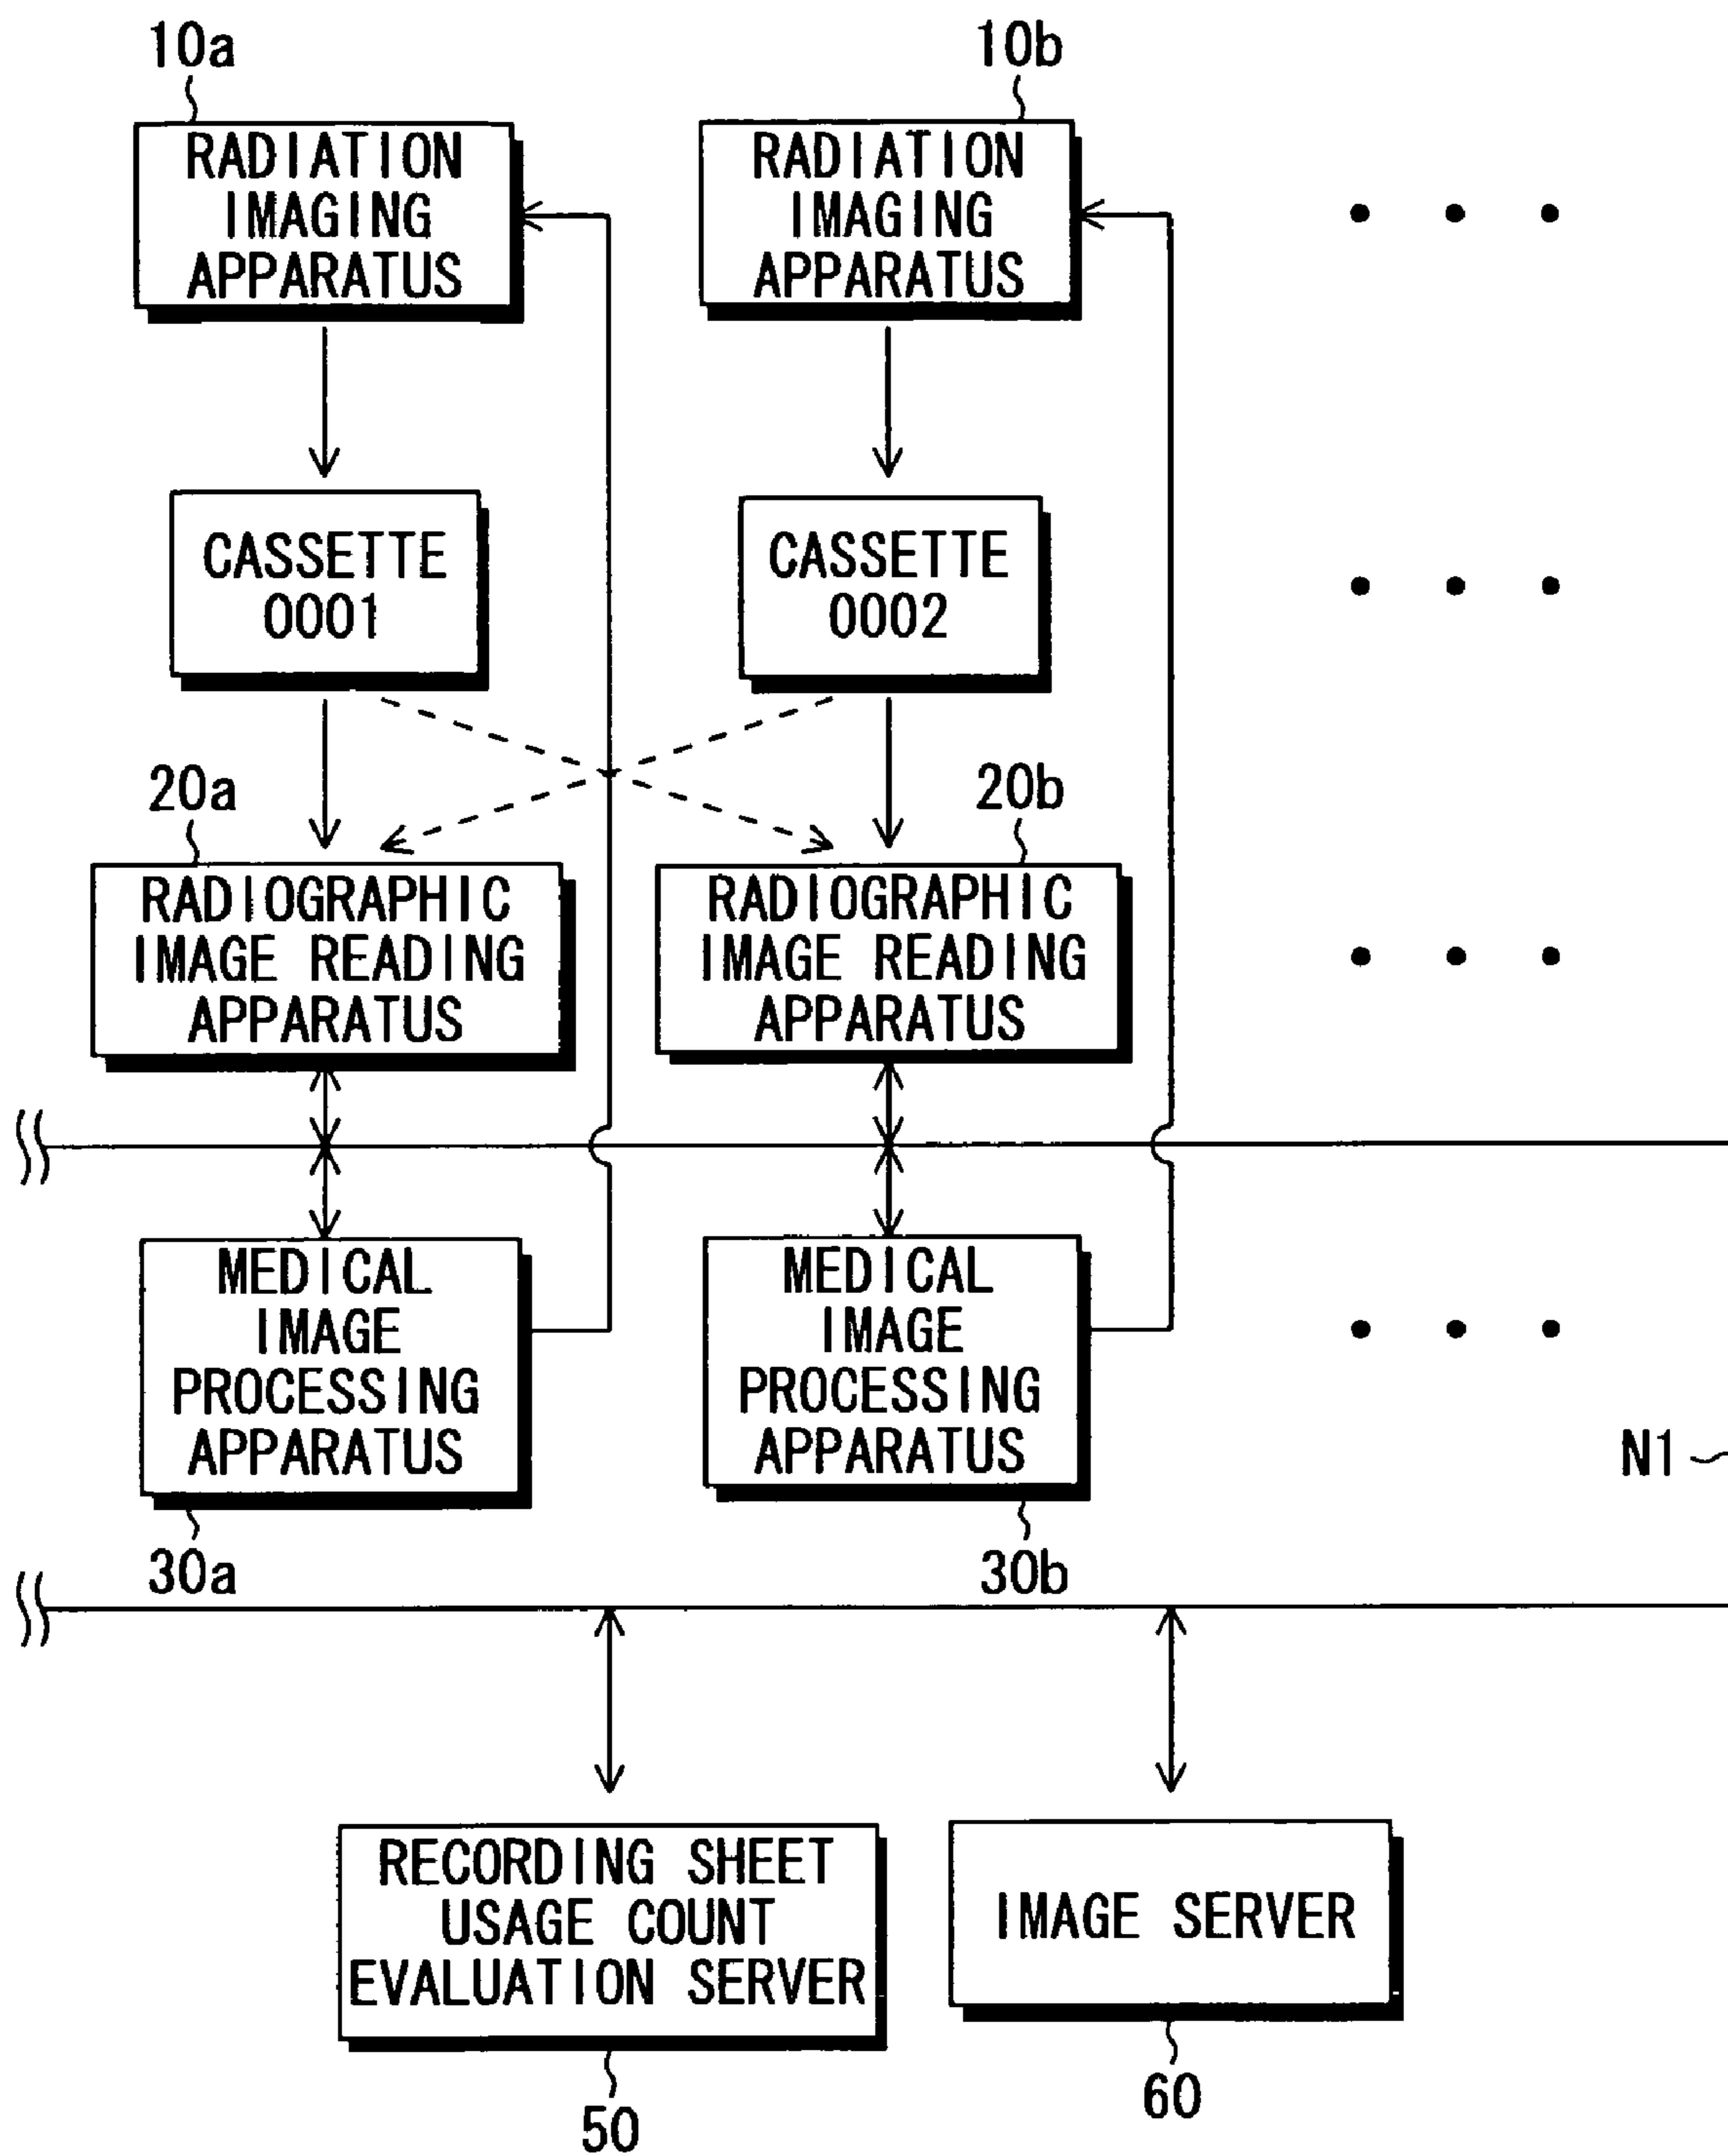 10a
10b
RADIATION
IMAGING
APPARATUS
RADIATION
IMAGING
APPARATUS
CASSETTE
0001
CASSETTE
0002
20a
20b
RADIOGRAPHIC
IMAGE READING
APPARATUS
RADIOGRAPHIC
IMAGE READING
APPARATUS
MEDICAL
IMAGE
PROCESSING
APPARATUS
MEDICAL
IMAGE
PROCESSING
APPARATUS
N1
30a
30b
RECORDING SHEET
USAGE COUNT
EVALUATION SERVER
IMAGE SERVER
50
60